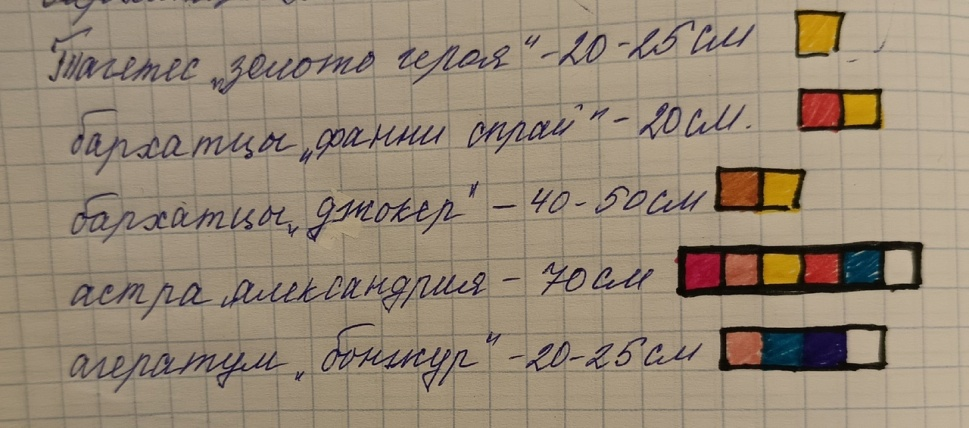 Тагетес „золото героя" - 20-25 см
бархатцы „фанни спрай" - 20 см.
бархатцы „джокер" - 40-50 см
астра Александрия - 70 см
агератум „бонжур" - 20-25 см